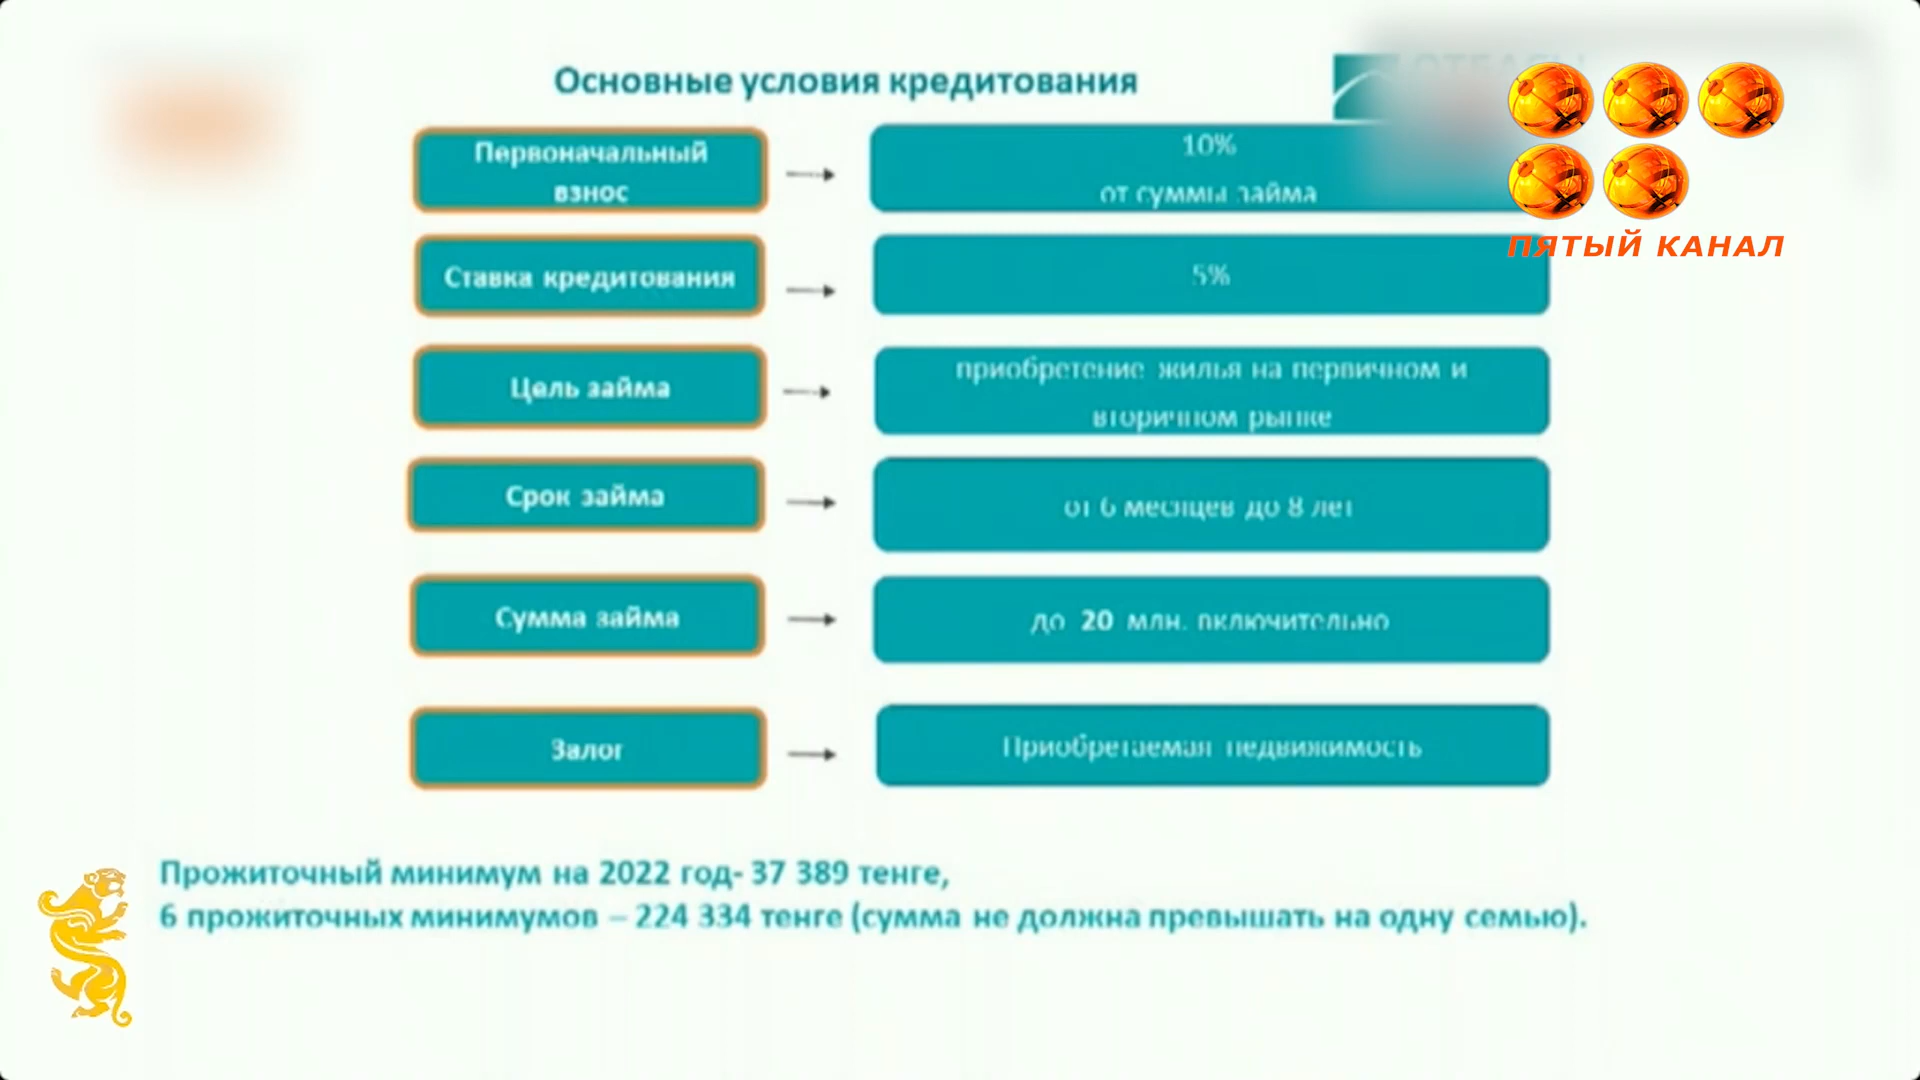 Основные условия кредитования
Первоначальный
взнос
10%
от суммы займа
ПЯТЫЙ КАНАЛ
Ставка кредитования
5%
Цель займа
приобретение жилья на первичном и
вторичном рынке
Срок займа
от 6 месяцев до 8 лет
Сумма займа
до 20 млн. включительно
Залог
Приобретаемая недвижимость
Прожиточный минимум на 2022 год- 37 389 тенге,
6 прожиточных минимумов – 224 334 тенге (сумма не должна превышать на одну семью).